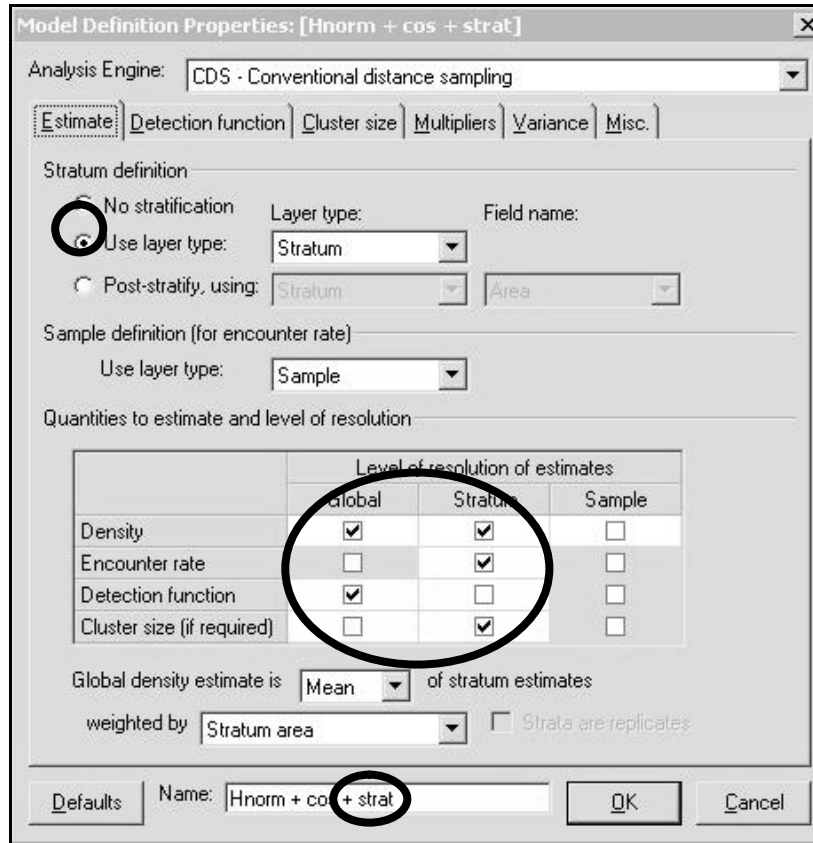 Model Definition Properties: [Hnorm + cos + strat]
Analysis Engine: CDS - Conventional distance sampling
Estimate Detection function Cluster size Multipliers Variance Misc.
Stratum definition
No stratification Layer type: Field name:
Use layer type: Stratum
Post-stratify, using: Stratum Area
Sample definition (for encounter rate)
Use layer type: Sample
Quantities to estimate and level of resolution
Level of resolution of estimates
Global Stratum Sample
Density
Encounter rate
Detection function
Cluster size (if required)
Global density estimate is Mean of stratum estimates
weighted by Stratum area Strata are replicates
Defaults Name: Hnorm + cos + strat OK Cancel